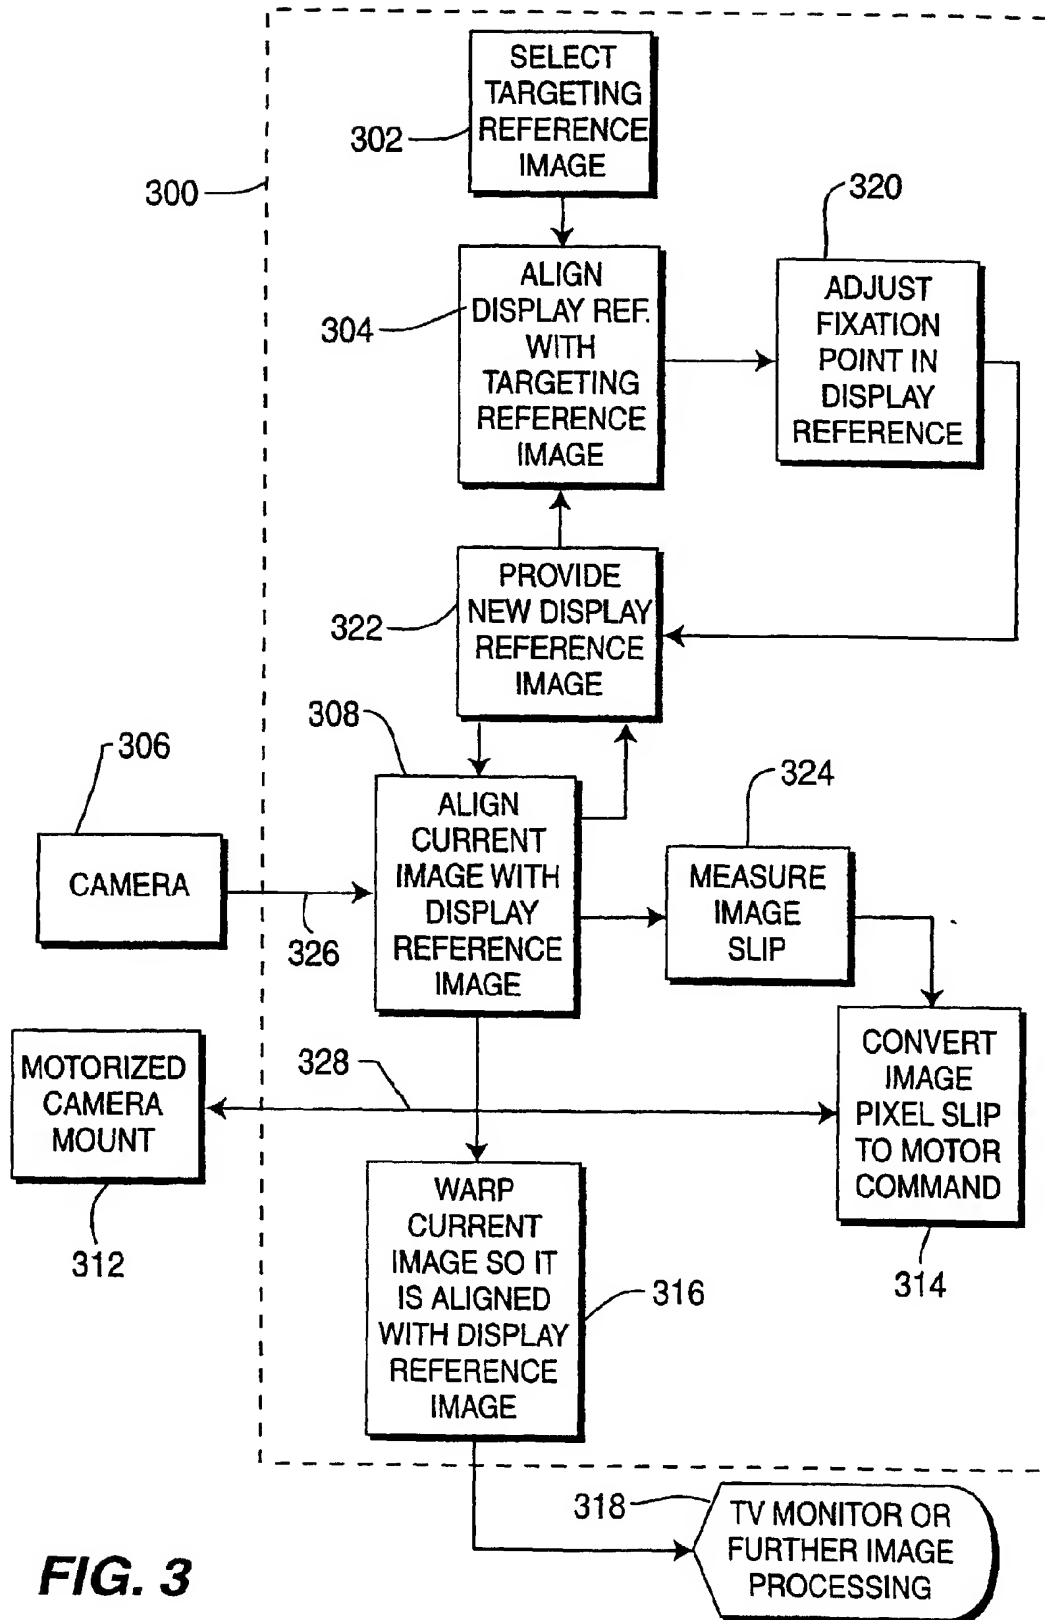 SELECT
TARGETING
REFERENCE
IMAGE
302
300
320
ALIGN
DISPLAY REF.
WITH
TARGETING
REFERENCE
IMAGE
304
ADJUST
FIXATION
POINT IN
DISPLAY
REFERENCE
PROVIDE
NEW DISPLAY
REFERENCE
IMAGE
322
308
306
324
CAMERA
326
ALIGN
CURRENT
IMAGE WITH
DISPLAY
REFERENCE
IMAGE
MEASURE
IMAGE
SLIP
MOTORIZED
CAMERA
MOUNT
312
328
CONVERT
IMAGE
PIXEL SLIP
TO MOTOR
COMMAND
314
WARP
CURRENT
IMAGE SO IT
IS ALIGNED
WITH DISPLAY
REFERENCE
IMAGE
316
318
TV MONITOR OR
FURTHER IMAGE
PROCESSING
FIG. 3